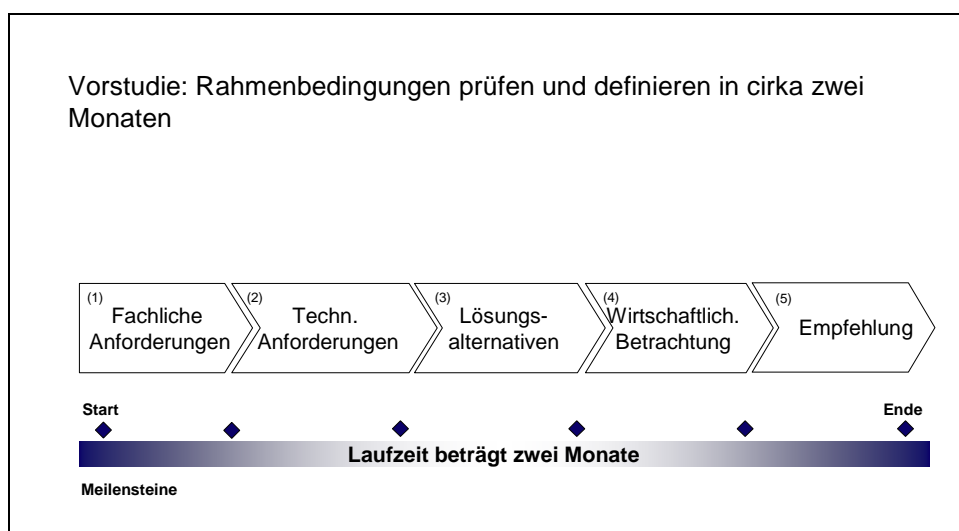 Vorstudie: Rahmenbedingungen prüfen und definieren in cirka zwei
Monaten
(1)
Fachliche
Anforderungen
(2)
Techn.
Anforderungen
(3)
Lösungs-
alternativen
(4)
Wirtschaftlich.
Betrachtung
(5)
Empfehlung
Start
Ende
Laufzeit beträgt zwei Monate
Meilensteine